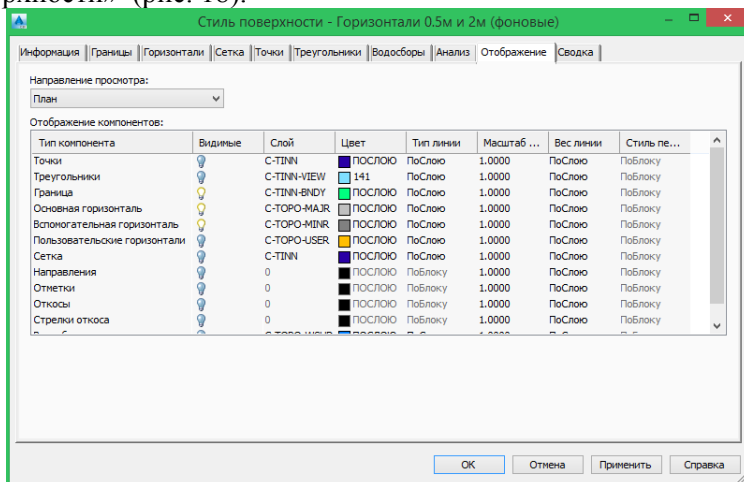 рхности» (рис. 18).
Стиль поверхности - Горизонтали 0.5м и 2м (фоновые)
Информация Границы Горизонтали Сетка Точки Треугольники Водосборы Анализ Отображение Сводка
Направление просмотра:
План
Отображение компонентов:
Тип компонента Видимые Слой Цвет Тип линии Масштаб ... Вес линии Стиль пе...
Точки C-TINN ПОСЛОЮ ПоСлою 1.0000 ПоСлою ПоБлоку
Треугольники C-TINN-VIEW 141 ПоСлою 1.0000 ПоСлою ПоБлоку
Граница C-TINN-BNDY ПОСЛОЮ ПоСлою 1.0000 ПоСлою ПоБлоку
Основная горизонталь C-TOPO-MAJR ПОСЛОЮ ПоСлою 1.0000 ПоСлою ПоБлоку
Вспомогательная горизонталь C-TOPO-MINR ПОСЛОЮ ПоСлою 1.0000 ПоСлою ПоБлоку
Пользовательские горизонтали C-TOPO-USER ПОСЛОЮ ПоСлою 1.0000 ПоСлою ПоБлоку
Сетка C-TINN ПОСЛОЮ ПоСлою 1.0000 ПоСлою ПоБлоку
Направления 0 ПОСЛОЮ ПоБлоку 1.0000 ПоСлою ПоБлоку
Отметки 0 ПОСЛОЮ ПоБлоку 1.0000 ПоСлою ПоБлоку
Откосы 0 ПОСЛОЮ ПоБлоку 1.0000 ПоСлою ПоБлоку
Стрелки откоса 0 ПОСЛОЮ ПоБлоку 1.0000 ПоСлою ПоБлоку
OK Отмена Применить Справка